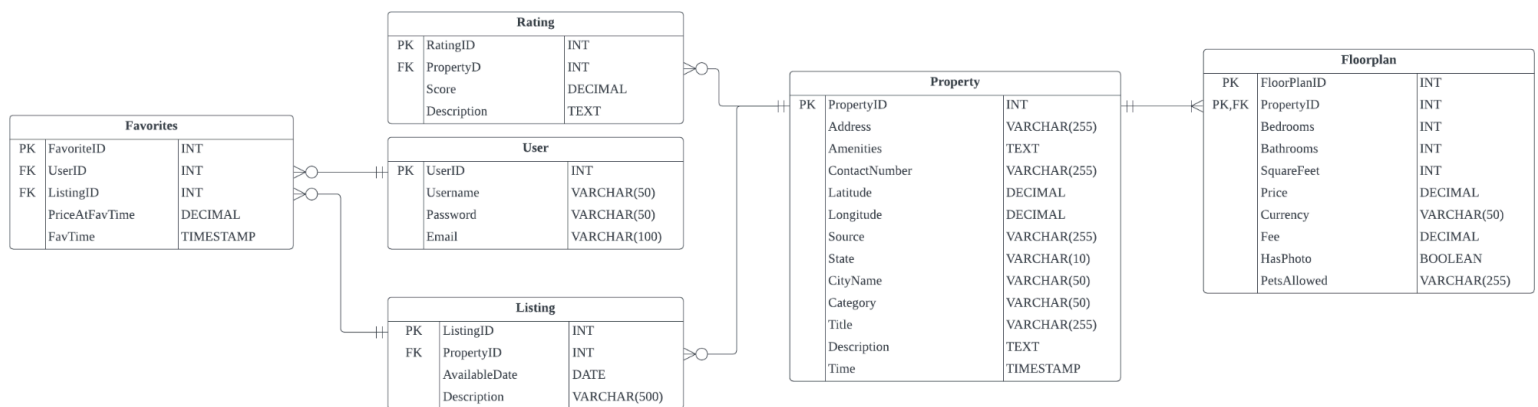 Favorites
PK FavoriteID INT
FK UserID INT
FK ListingID INT
PriceAtFavTime DECIMAL
FavTime TIMESTAMP
Rating
PK RatingID INT
FK PropertyD INT
Score DECIMAL
Description TEXT
User
PK UserID INT
Username VARCHAR(50)
Password VARCHAR(50)
Email VARCHAR(100)
Listing
PK ListingID INT
FK PropertyID INT
AvailableDate DATE
Description VARCHAR(500)
Property
PK PropertyID INT
Address VARCHAR(255)
Amenities TEXT
ContactNumber VARCHAR(255)
Latitude DECIMAL
Longitude DECIMAL
Source VARCHAR(255)
State VARCHAR(10)
CityName VARCHAR(50)
Category VARCHAR(50)
Title VARCHAR(255)
Description TEXT
Time TIMESTAMP
Floorplan
PK FloorPlanID INT
PK,FK PropertyID INT
Bedrooms INT
Bathrooms INT
SquareFeet INT
Price DECIMAL
Currency VARCHAR(50)
Fee DECIMAL
HasPhoto BOOLEAN
PetsAllowed VARCHAR(255)